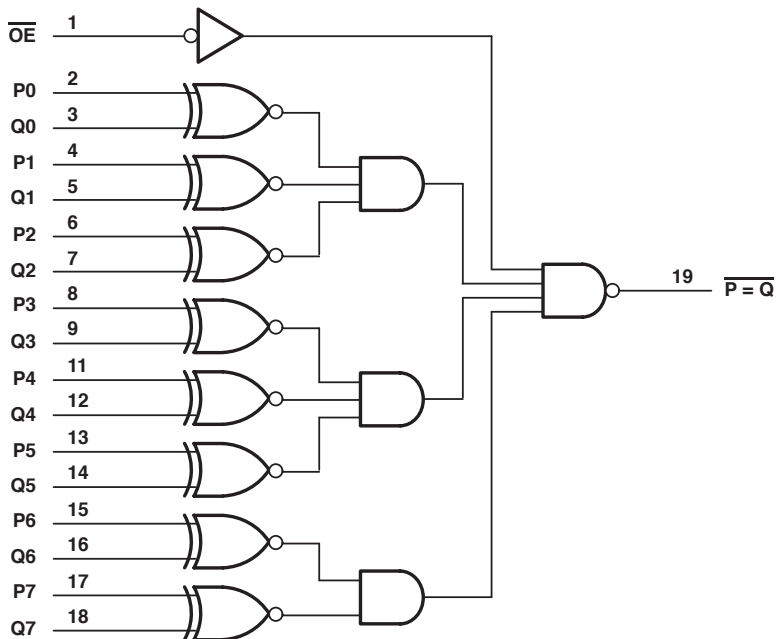 O̅E̅ 1
P0 2
Q0 3
P1 4
Q1 5
P2 6
Q2 7
P3 8
Q3 9
P4 11
Q4 12
P5 13
Q5 14
P6 15
Q6 16
P7 17
Q7 18
19 P̅ ̅=̅ ̅Q̅